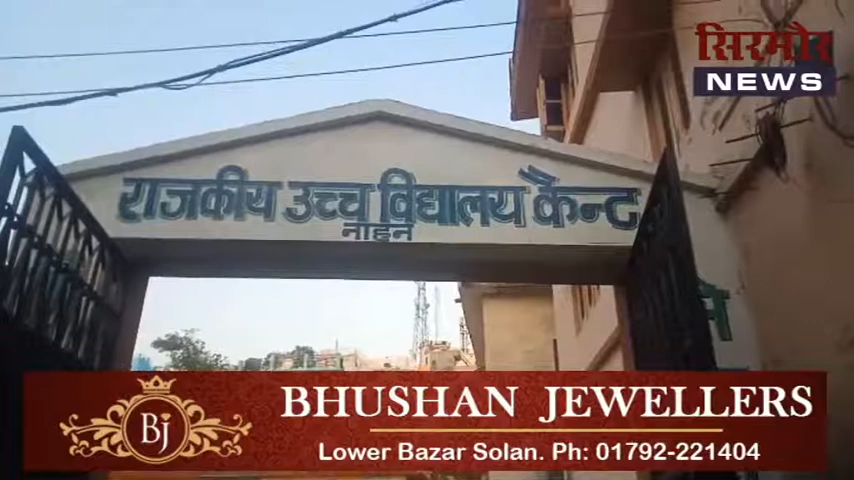 सिरमौर
NEWS
राजकीय उच्च विद्यालय कैन्ट
नाहन
BJ
BHUSHAN JEWELLERS
Lower Bazar Solan. Ph: 01792-221404